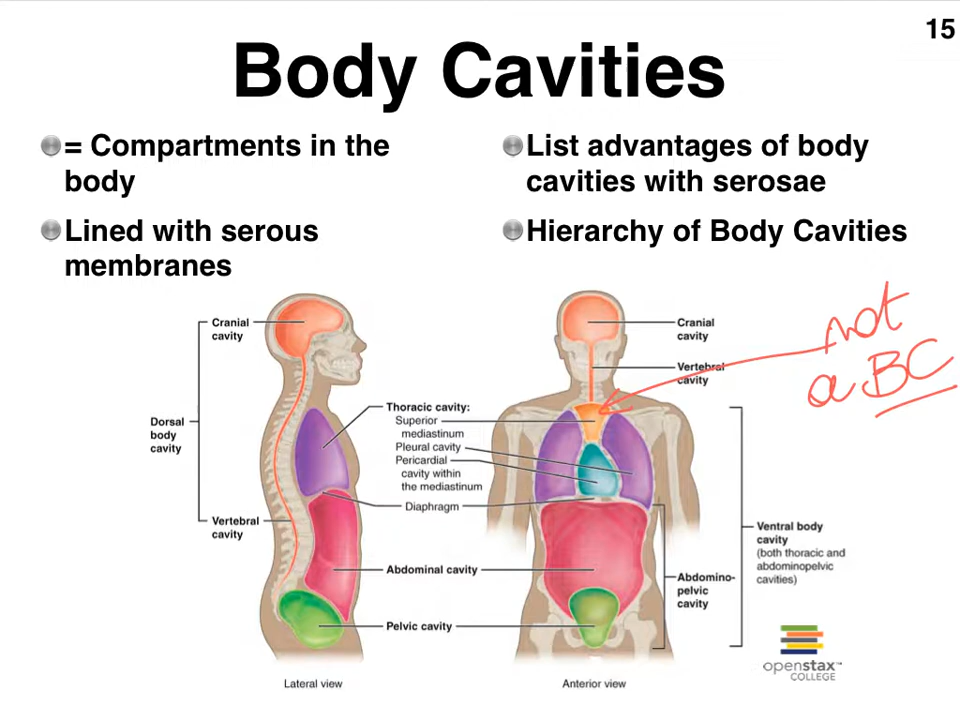 15
Body Cavities
= Compartments in the
body
Lined with serous
membranes
List advantages of body
cavities with serosae
Hierarchy of Body Cavities
Cranial
cavity
Dorsal
body
cavity
Vertebral
cavity
Thoracic cavity:
Superior
mediastinum
Pleural cavity
Pericardial
cavity within
the mediastinum
Diaphragm
Abdominal cavity
Pelvic cavity
Lateral view
Cranial
cavity
Vertebral
cavity
not
a BC
Ventral body
cavity
(both thoracic and
abdominopelvic
cavities)
Abdomino-
pelvic
cavity
Anterior view
openstax™
COLLEGE